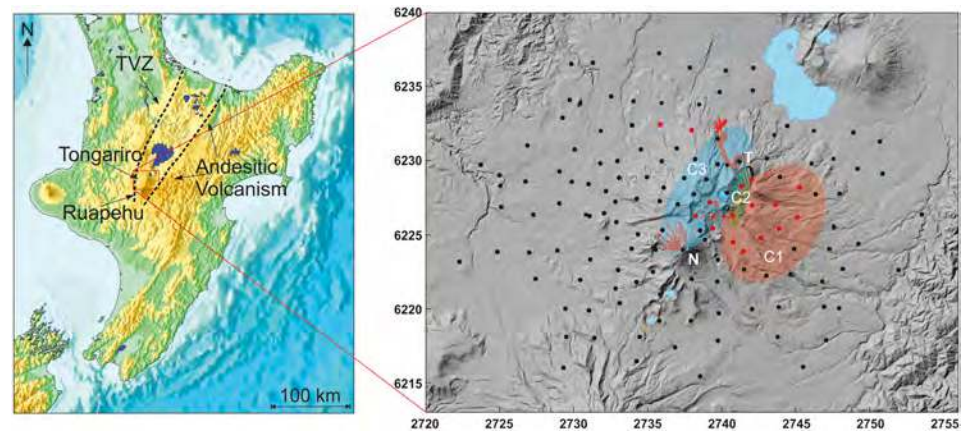 N
TVZ
Tongariro
Andesitic
Volcanism
Ruapehu
100 km
6240
6235
6230
6225
6220
6215
T
C3
C2
N
C1
2720 2725 2730 2735 2740 2745 2750 2755